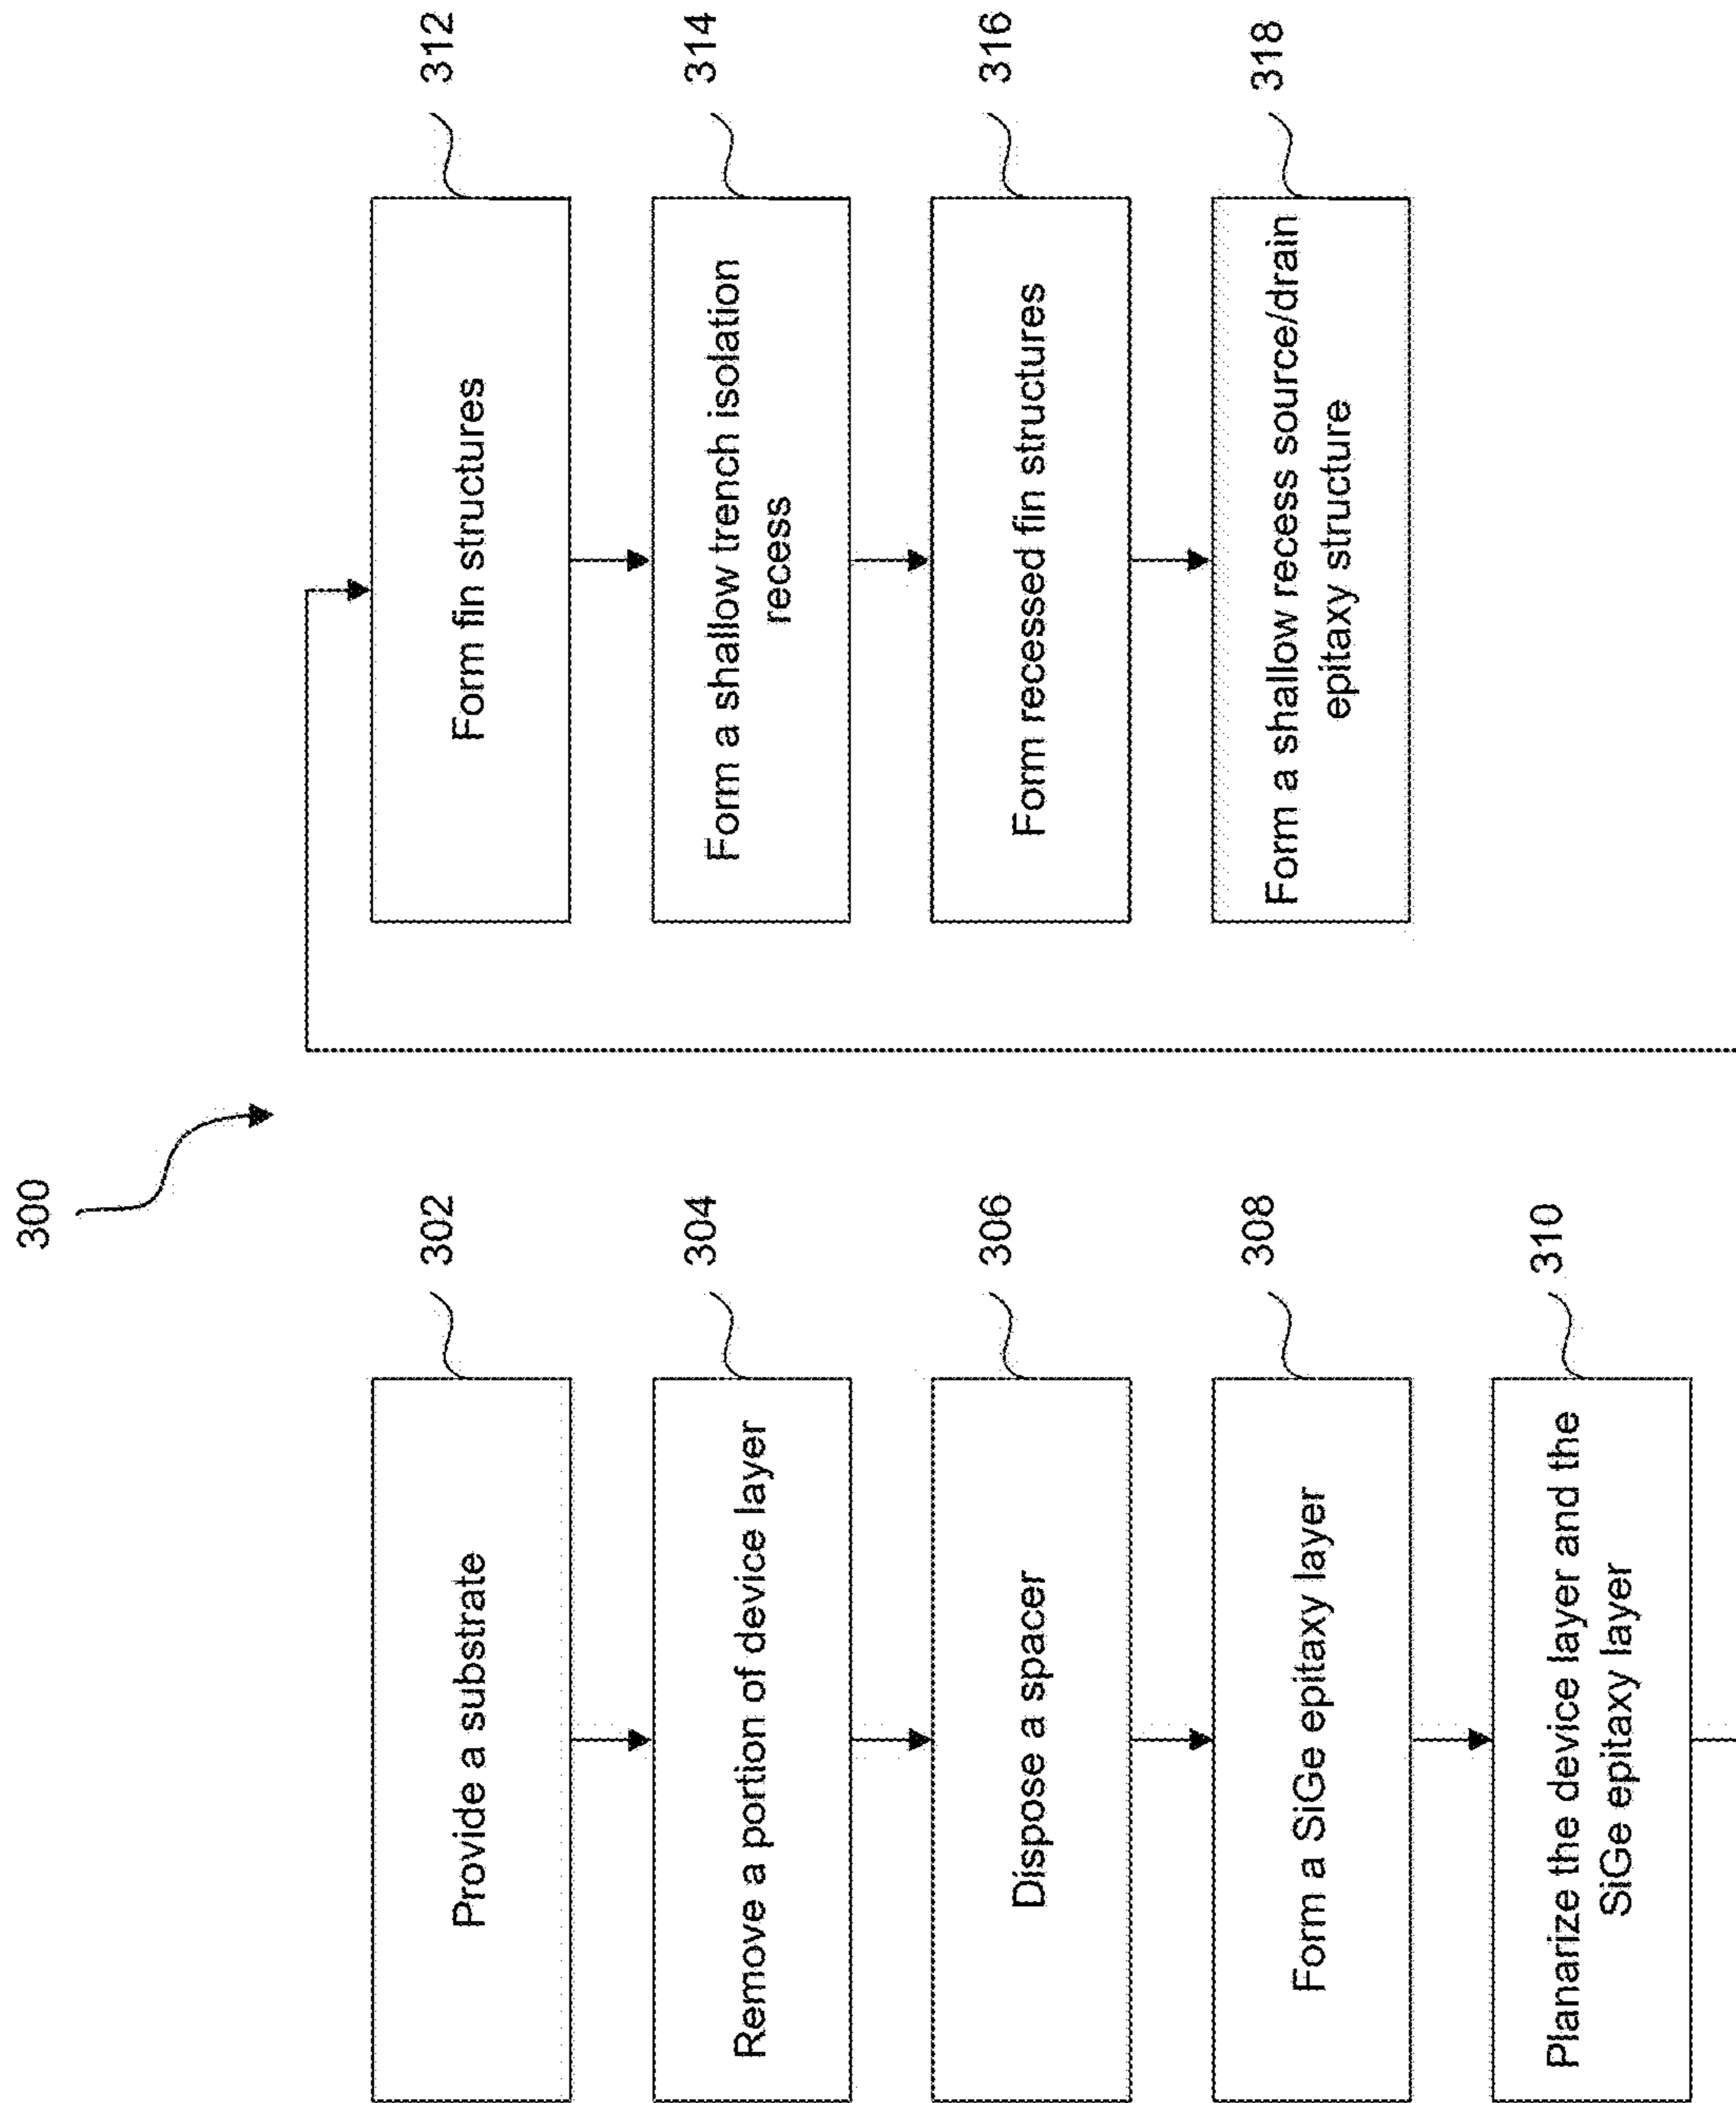 300
302
Provide a substrate
304
Remove a portion of device layer
306
Dispose a spacer
308
Form a SiGe epitaxy layer
310
Planarize the device layer and the
SiGe epitaxy layer
312
Form fin structures
314
Form a shallow trench isolation
recess
316
Form recessed fin structures
318
Form a shallow recess source/drain
epitaxy structure